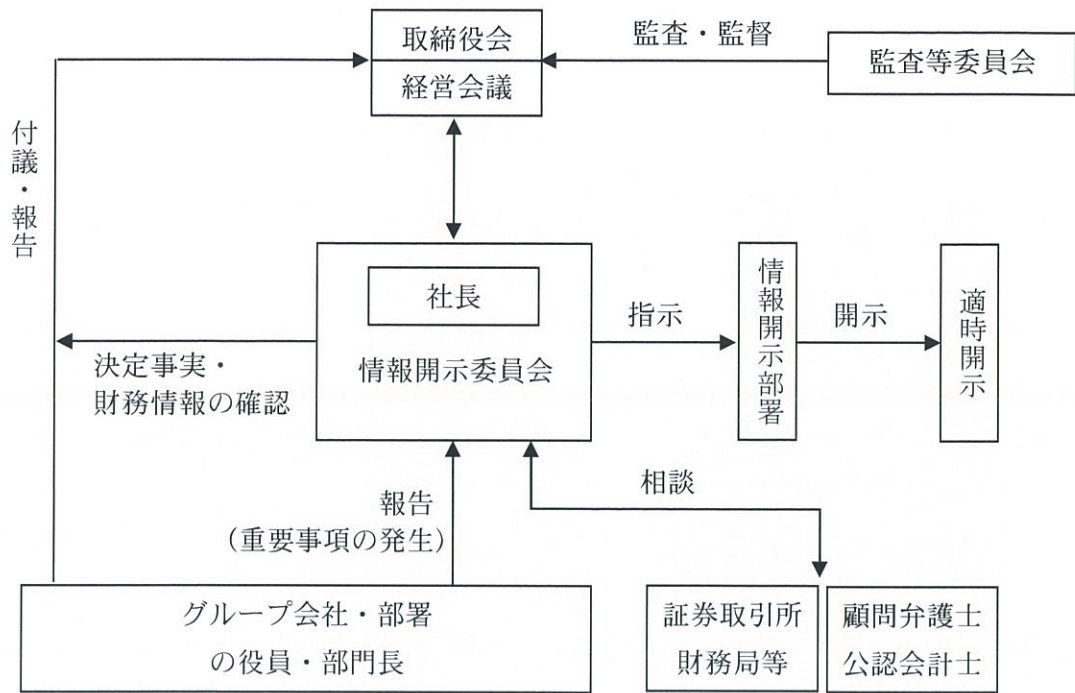 取締役会
経営会議
監査・監督
監査等委員会
付議・報告
社長
情報開示委員会
指示
情報開示部署
開示
適時開示
決定事実・
財務情報の確認
報告
（重要事項の発生）
相談
グループ会社・部署
の役員・部門長
証券取引所
財務局等
顧問弁護士
公認会計士